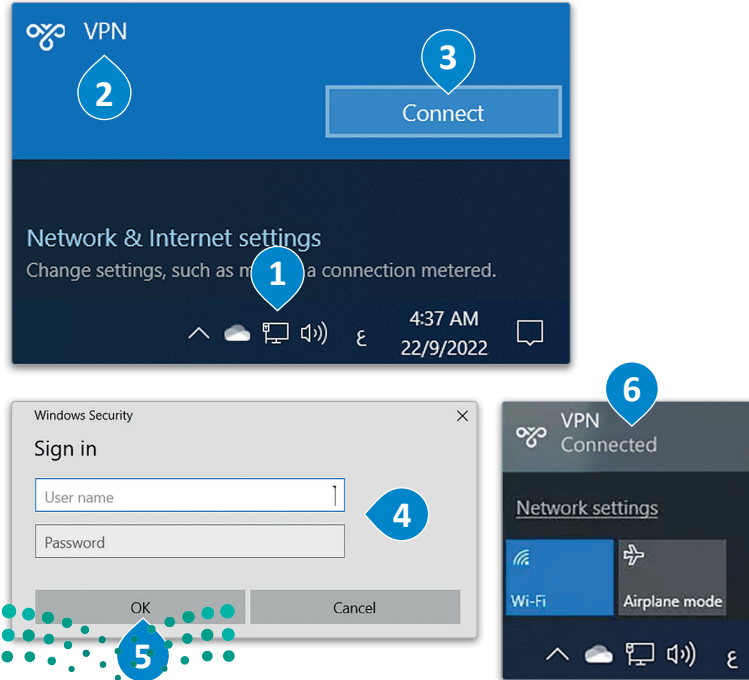 VPN
2
3
Connect
Network & Internet settings
Change settings, such as m a connection metered.
1
ع
4:37 AM
22/9/2022
Windows Security
Sign in
User name
Password
4
OK
Cancel
5
6
VPN
Connected
Network settings
Wi-Fi
Airplane mode
ع